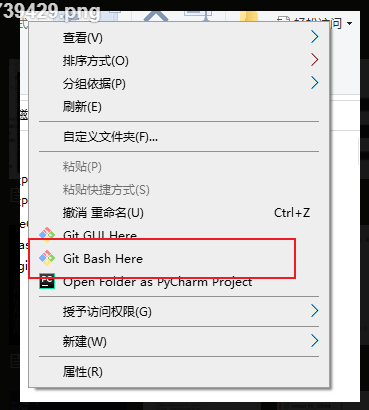 739429.png
轻松访问
查看(V)
排序方式(O)
分组依据(P)
刷新(E)
自定义文件夹(F)...
粘贴(P)
粘贴快捷方式(S)
撤消 重命名(U) Ctrl+Z
Git GUI Here
Git Bash Here
Open Folder as PyCharm Project
授予访问权限(G)
新建(W)
属性(R)